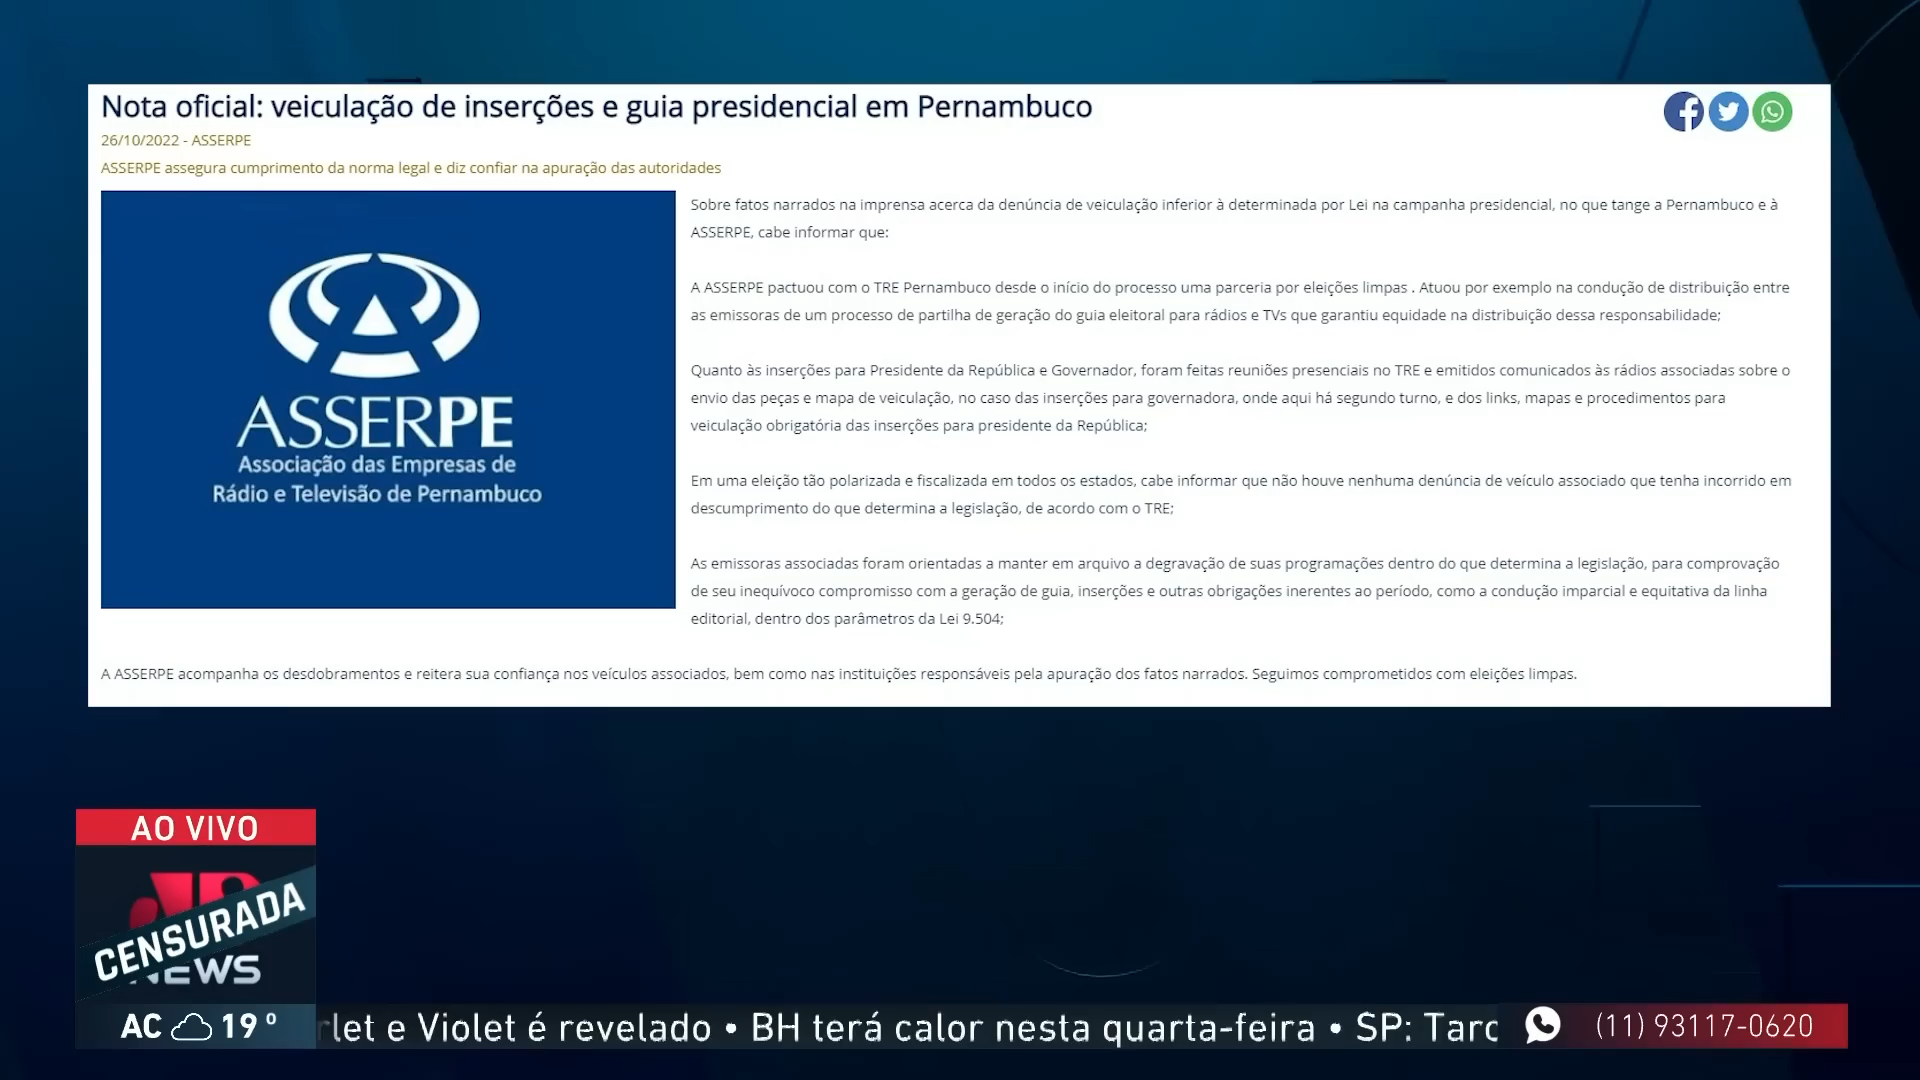 Nota oficial: veiculação de inserções e guia presidencial em Pernambuco
26/10/2022 - ASSERPE
ASSERPE assegura cumprimento da norma legal e diz confiar na apuração das autoridades
ASSERPE
Associação das Empresas de
Rádio e Televisão de Pernambuco
Sobre fatos narrados na imprensa acerca da denúncia de veiculação inferior à determinada por Lei na campanha presidencial, no que tange a Pernambuco e à
ASSERPE, cabe informar que:
A ASSERPE pactuou com o TRE Pernambuco desde o início do processo uma parceria por eleições limpas . Atuou por exemplo na condução de distribuição entre
as emissoras de um processo de partilha de geração do guia eleitoral para rádios e TVs que garantiu equidade na distribuição dessa responsabilidade;
Quanto às inserções para Presidente da República e Governador, foram feitas reuniões presenciais no TRE e emitidos comunicados às rádios associadas sobre o
envio das peças e mapa de veiculação, no caso das inserções para governadora, onde aqui há segundo turno, e dos links, mapas e procedimentos para
veiculação obrigatória das inserções para presidente da República;
Em uma eleição tão polarizada e fiscalizada em todos os estados, cabe informar que não houve nenhuma denúncia de veículo associado que tenha incorrido em
descumprimento do que determina a legislação, de acordo com o TRE;
As emissoras associadas foram orientadas a manter em arquivo a degravação de suas programações dentro do que determina a legislação, para comprovação
de seu inequívoco compromisso com a geração de guia, inserções e outras obrigações inerentes ao período, como a condução imparcial e equitativa da linha
editorial, dentro dos parâmetros da Lei 9.504;
A ASSERPE acompanha os desdobramentos e reitera sua confiança nos veículos associados, bem como nas instituições responsáveis pela apuração dos fatos narrados. Seguimos comprometidos com eleições limpas.
AO VIVO
JP
CENSURADA
NEWS
AC 19º
rlet e Violet é revelado • BH terá calor nesta quarta-feira • SP: Tarc
(11) 93117-0620